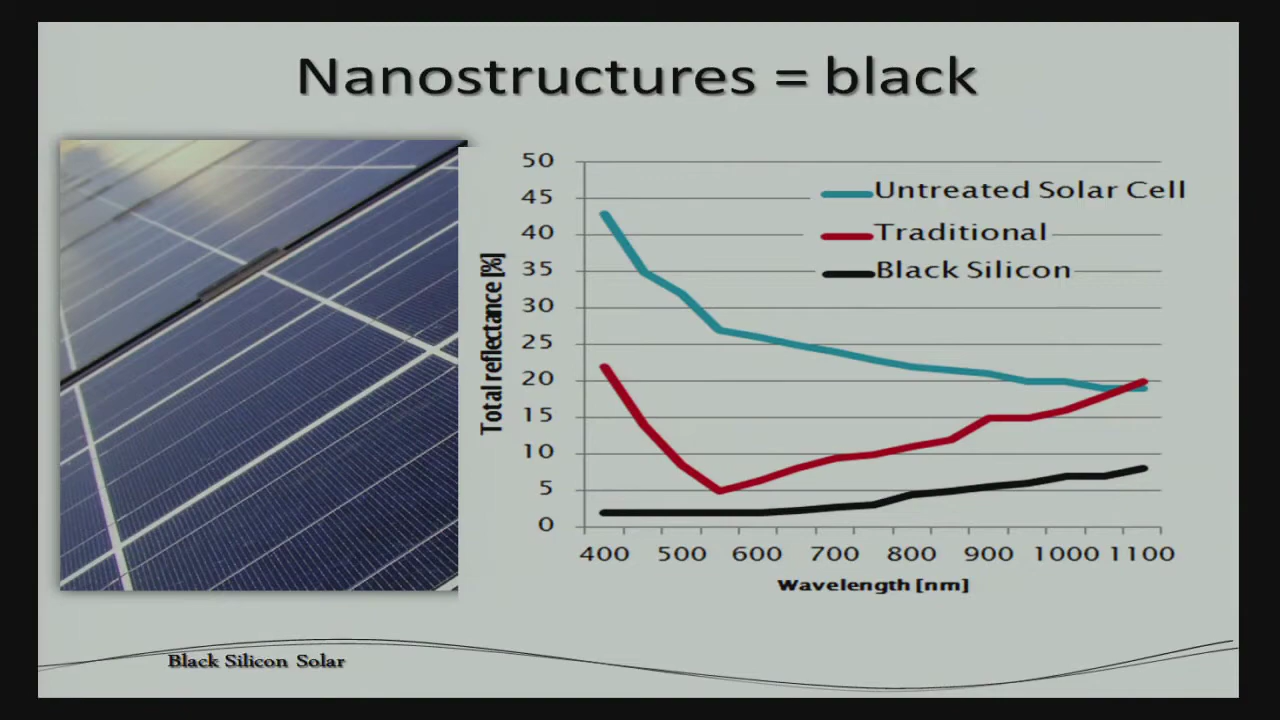 Nanostructures = black
50
45
40
35
30
25
20
15
10
5
0
Total reflectance [%]
Untreated Solar Cell
Traditional
Black Silicon
400 500 600 700 800 900 1000 1100
Wavelength [nm]
Black Silicon Solar